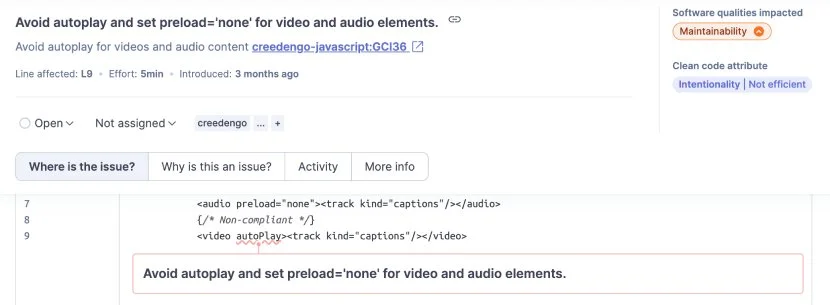 Avoid autoplay and set preload='none' for video and audio elements.
Avoid autoplay for videos and audio content creedengo-javascript:GCI36
Line affected: L9 • Effort: 5min • Introduced: 3 months ago
Software qualities impacted
Maintainability
Clean code attribute
Intentionality | Not efficient
Open
Not assigned
creedengo
...
+
Where is the issue?
Why is this an issue?
Activity
More info
7 <audio preload="none"><track kind="captions"/></audio>
8 {/* Non-compliant */}
9 <video autoPlay><track kind="captions"/></video>
Avoid autoplay and set preload='none' for video and audio elements.